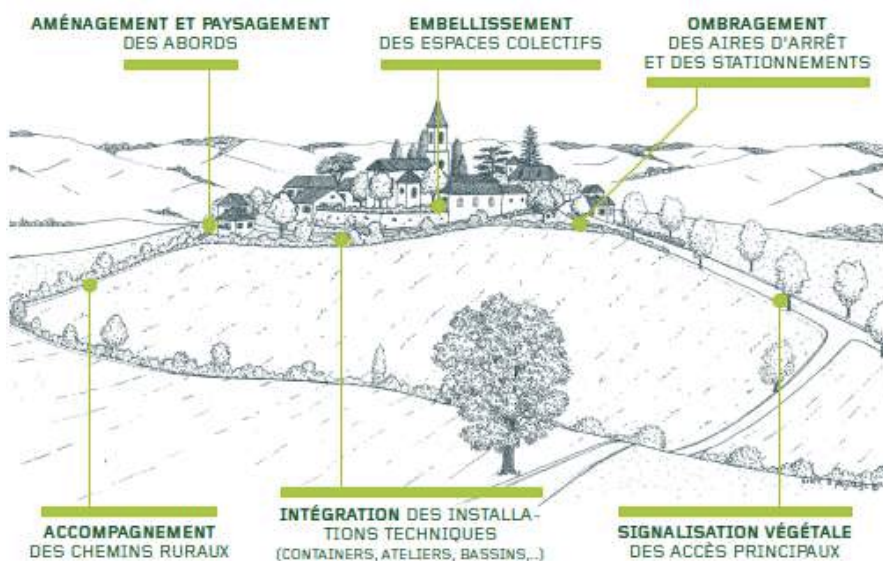 AMÉNAGEMENT ET PAYSAGEMENT
DES ABORDS
EMBELLISSEMENT
DES ESPACES COLECTIFS
OMBRAGEMENT
DES AIRES D'ARRÊT
ET DES STATIONNEMENTS
ACCOMPAGNEMENT
DES CHEMINS RURAUX
INTÉGRATION DES INSTALLA-
TIONS TECHNIQUES
(CONTAINERS, ATELIERS, BASSINS,..)
SIGNALISATION VÉGÉTALE
DES ACCÈS PRINCIPAUX